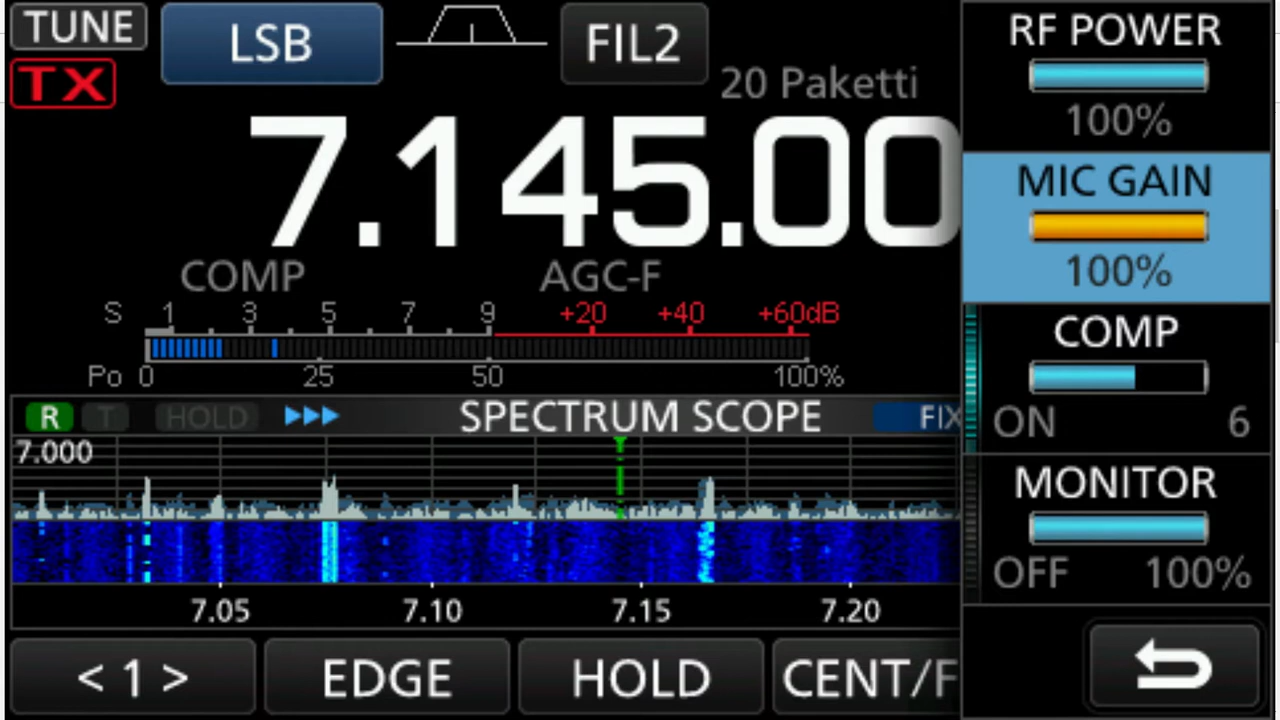 TUNE
LSB
FIL2
TX
20 Paketti
7.145.00
COMP
AGC-F
S 1 3 5 7 9 +20 +40 +60dB
Po 0 25 50 100%
R T HOLD SPECTRUM SCOPE FIX
7.000
7.05 7.10 7.15 7.20
< 1 > EDGE HOLD CENT/F
RF POWER
100%
MIC GAIN
100%
COMP
ON 6
MONITOR
OFF 100%